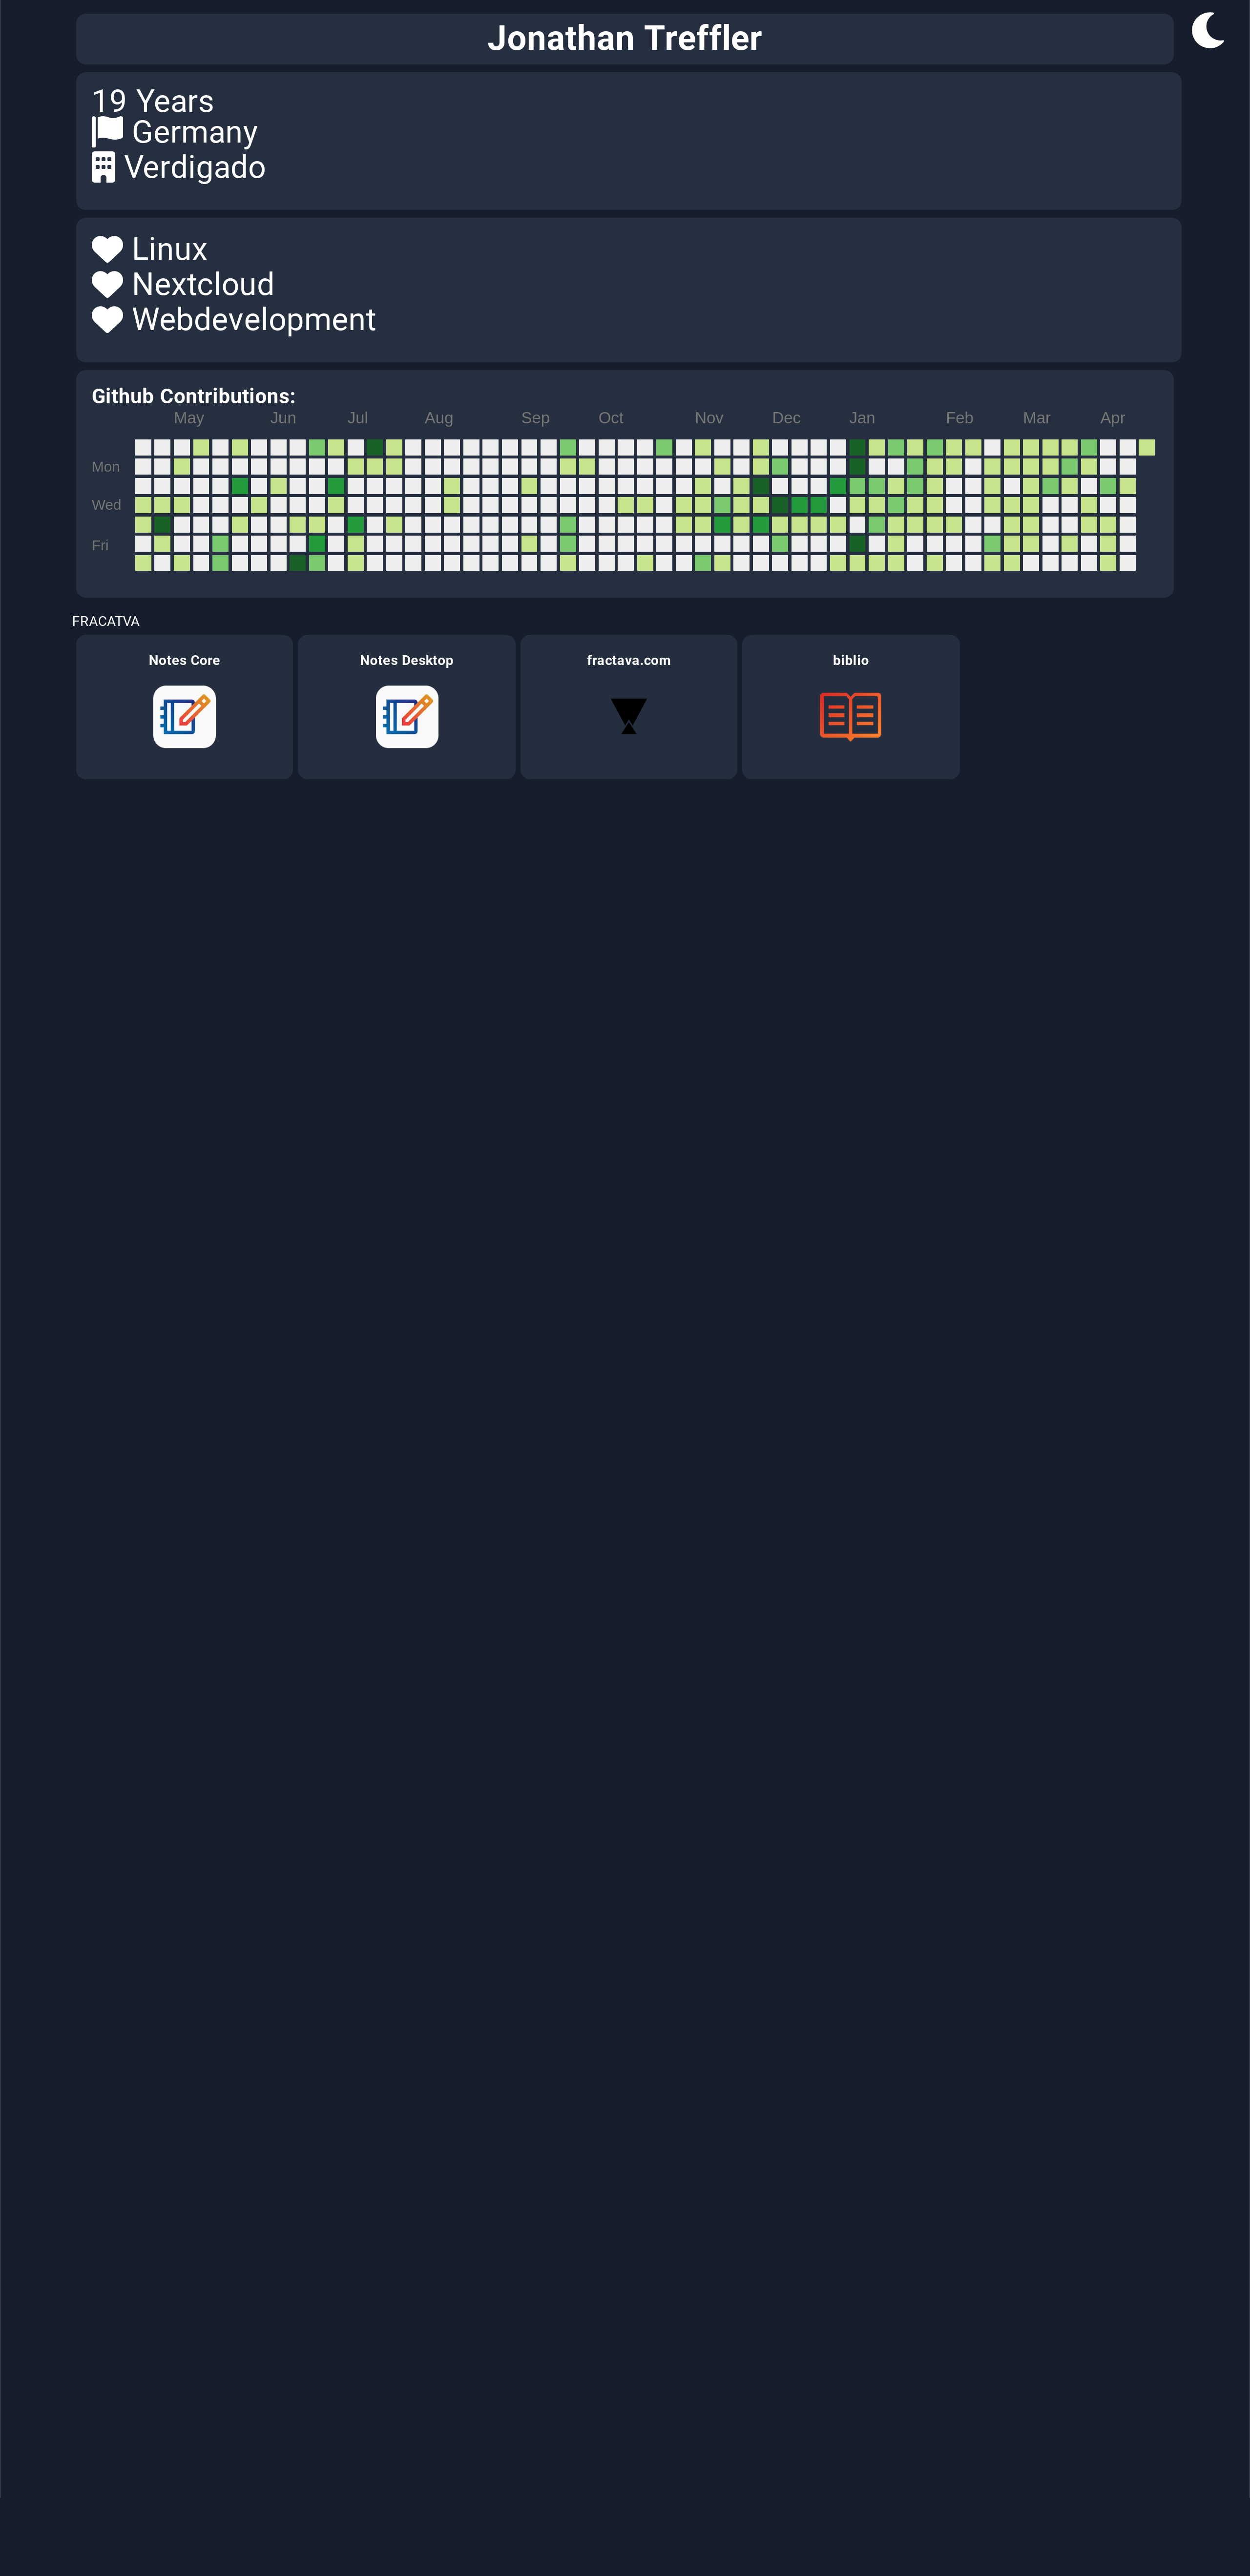 Jonathan Treffler
19 Years
Germany
Verdigado
Linux
Nextcloud
Webdevelopment
Github Contributions:
May Jun Jul Aug Sep Oct Nov Dec Jan Feb Mar Apr
Mon
Wed
Fri
FRACATVA
Notes Core Notes Desktop fractava.com biblio